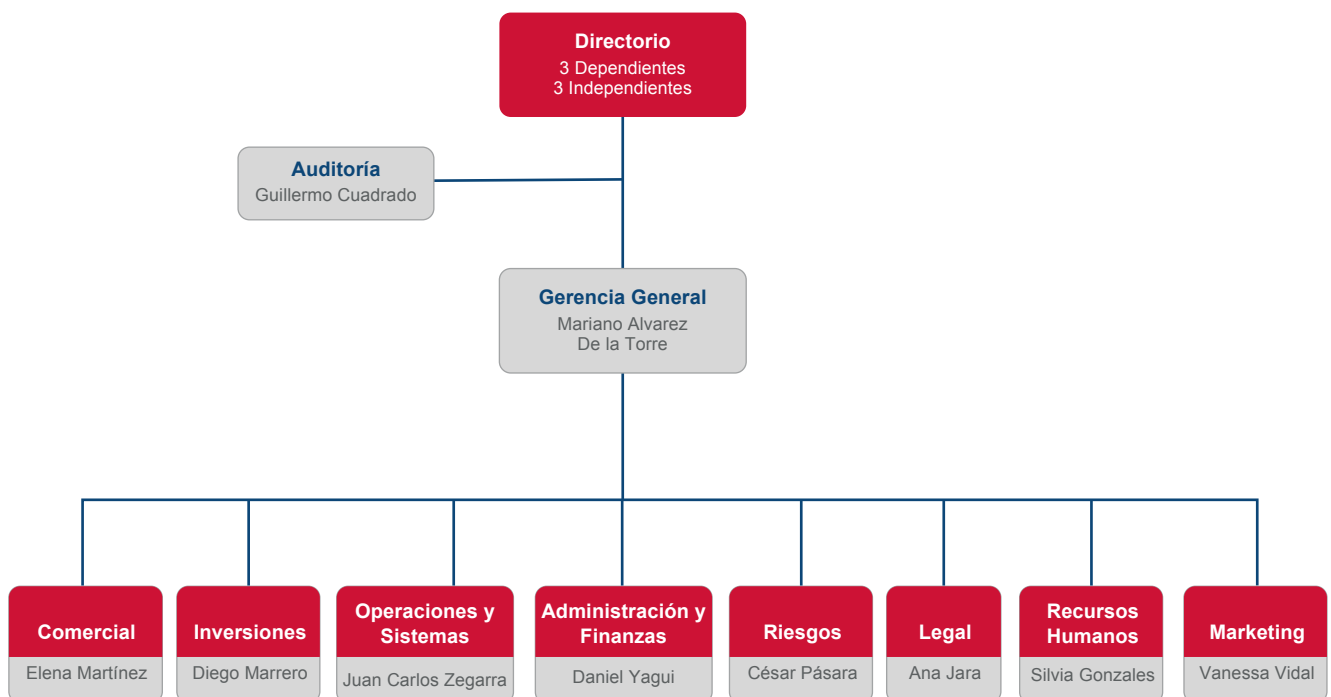 Directorio
3 Dependientes
3 Independientes
Auditoría
Guillermo Cuadrado
Gerencia General
Mariano Alvarez
De la Torre
Comercial
Elena Martínez
Inversiones
Diego Marrero
Operaciones y
Sistemas
Juan Carlos Zegarra
Administración y
Finanzas
Daniel Yagui
Riesgos
César Pásara
Legal
Ana Jara
Recursos
Humanos
Silvia Gonzales
Marketing
Vanessa Vidal